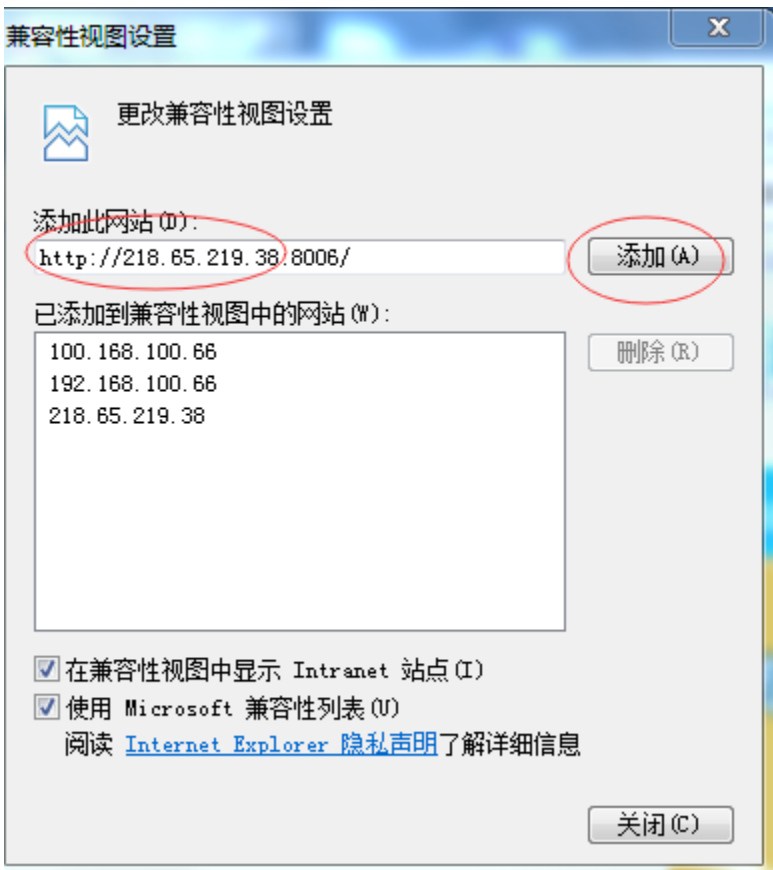 兼容性视图设置
更改兼容性视图设置
添加此网站(D):
http://218.65.219.38:8006/
添加(A)
已添加到兼容性视图中的网站(W):
100.168.100.66
删除(R)
192.168.100.66
218.65.219.38
在兼容性视图中显示 Intranet 站点(I)
使用 Microsoft 兼容性列表(U)
阅读 Internet Explorer 隐私声明了解详细信息
关闭(C)